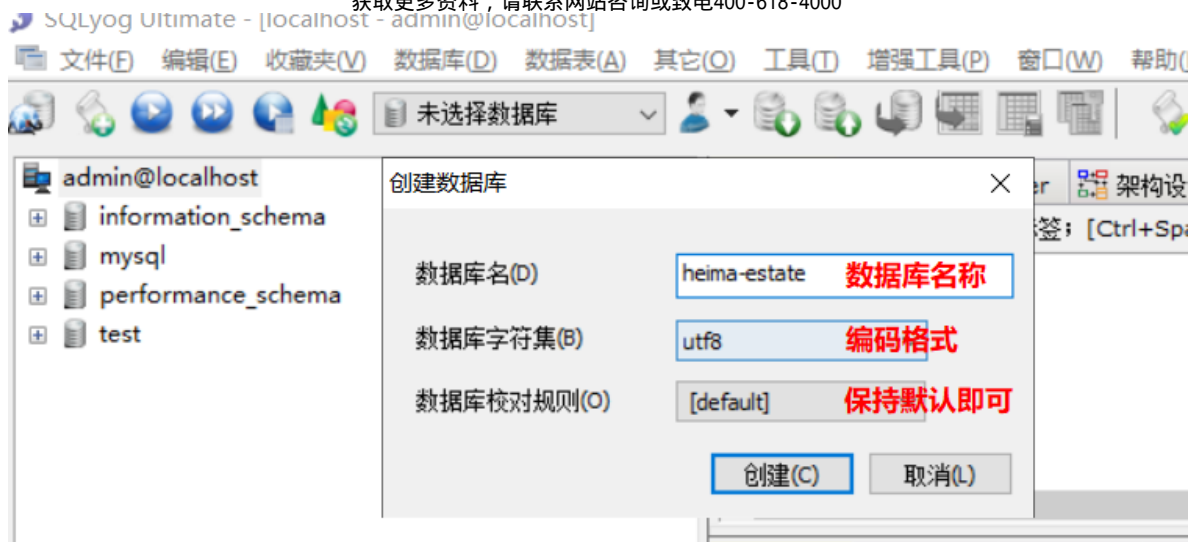 获取更多资料，请联系网站咨询或致电400-618-4000
SQLyog Ultimate - [localhost - admin@localhost]
文件(F) 编辑(E) 收藏夹(V) 数据库(D) 数据表(A) 其它(O) 工具(T) 增强工具(P) 窗口(W) 帮助(
未选择数据库
admin@localhost
information_schema
mysql
performance_schema
test
架构设
签; [Ctrl+Spa
创建数据库
数据库名(D) heima-estate 数据库名称
数据库字符集(B) utf8 编码格式
数据库校对规则(O) [default] 保持默认即可
创建(C) 取消(L)